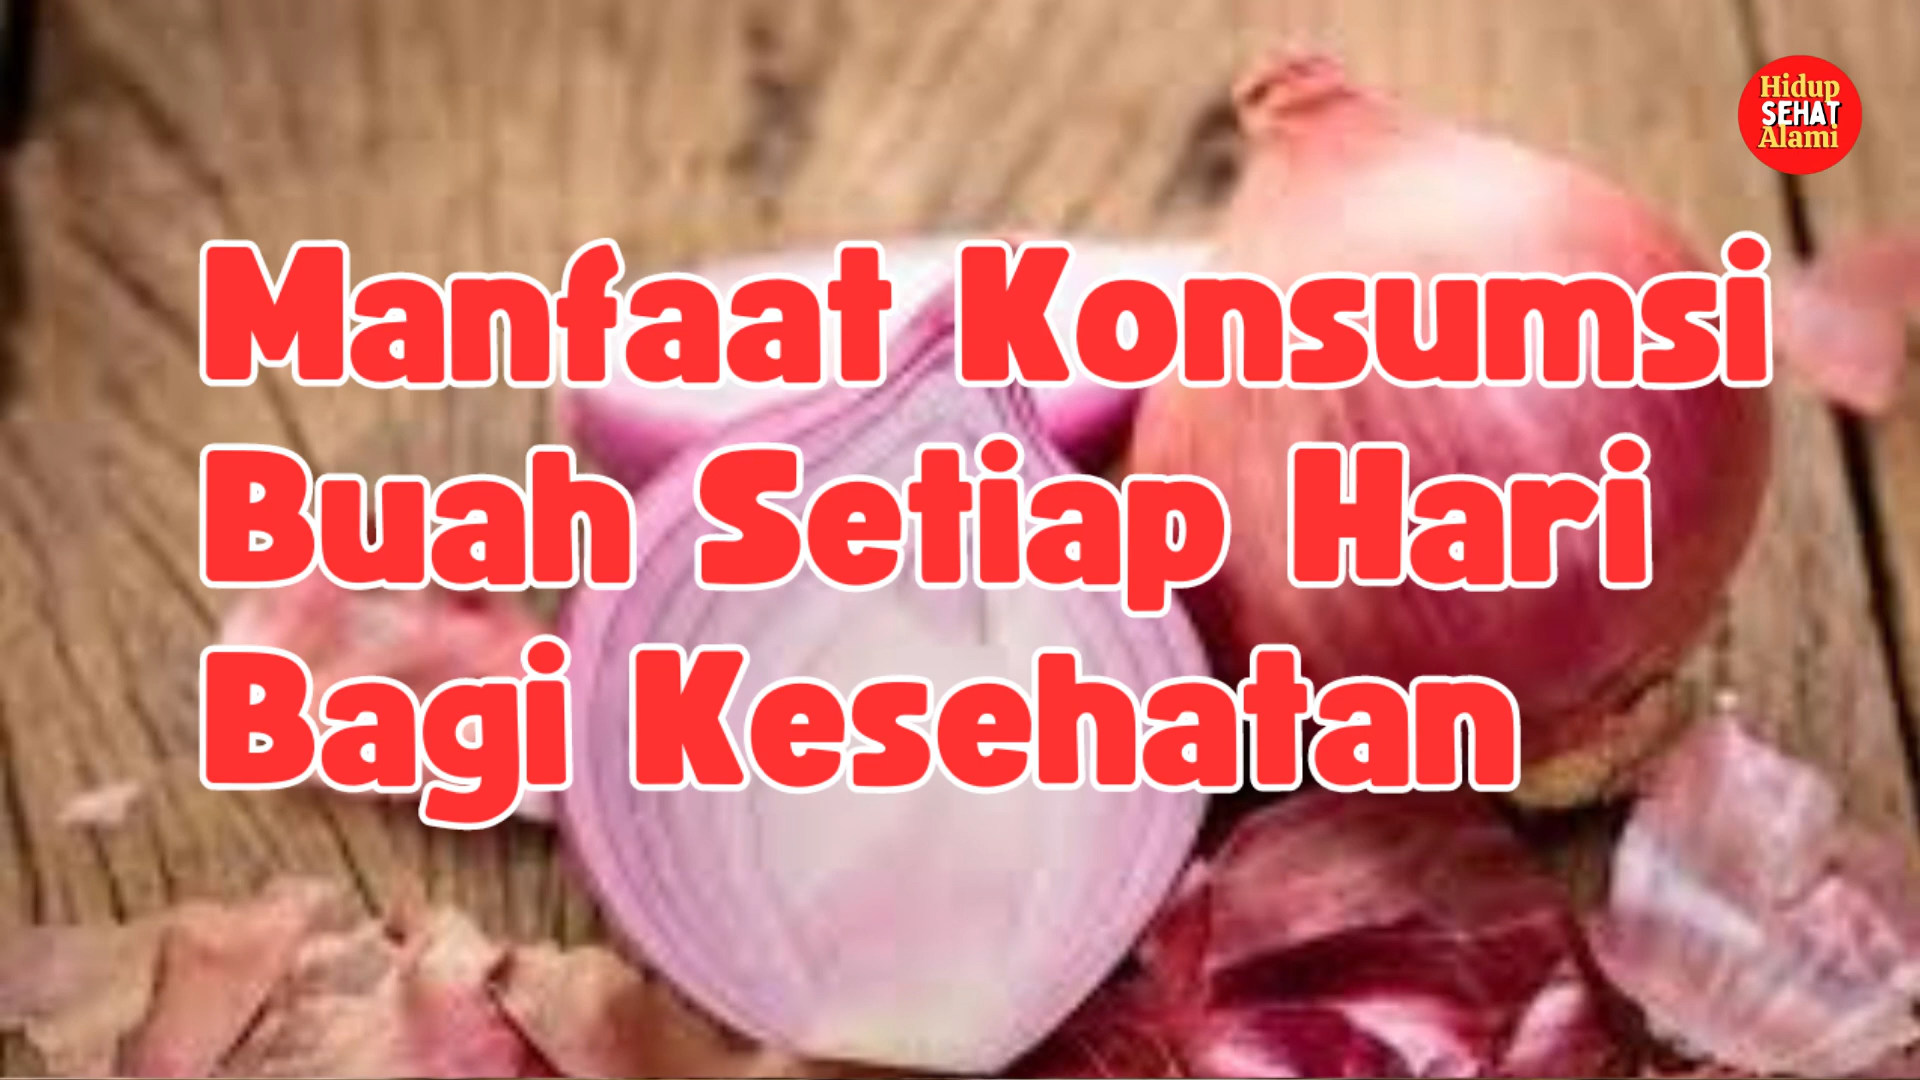 Hidup
SEHAT
Alami
Manfaat Konsumsi
Buah Setiap Hari
Bagi Kesehatan